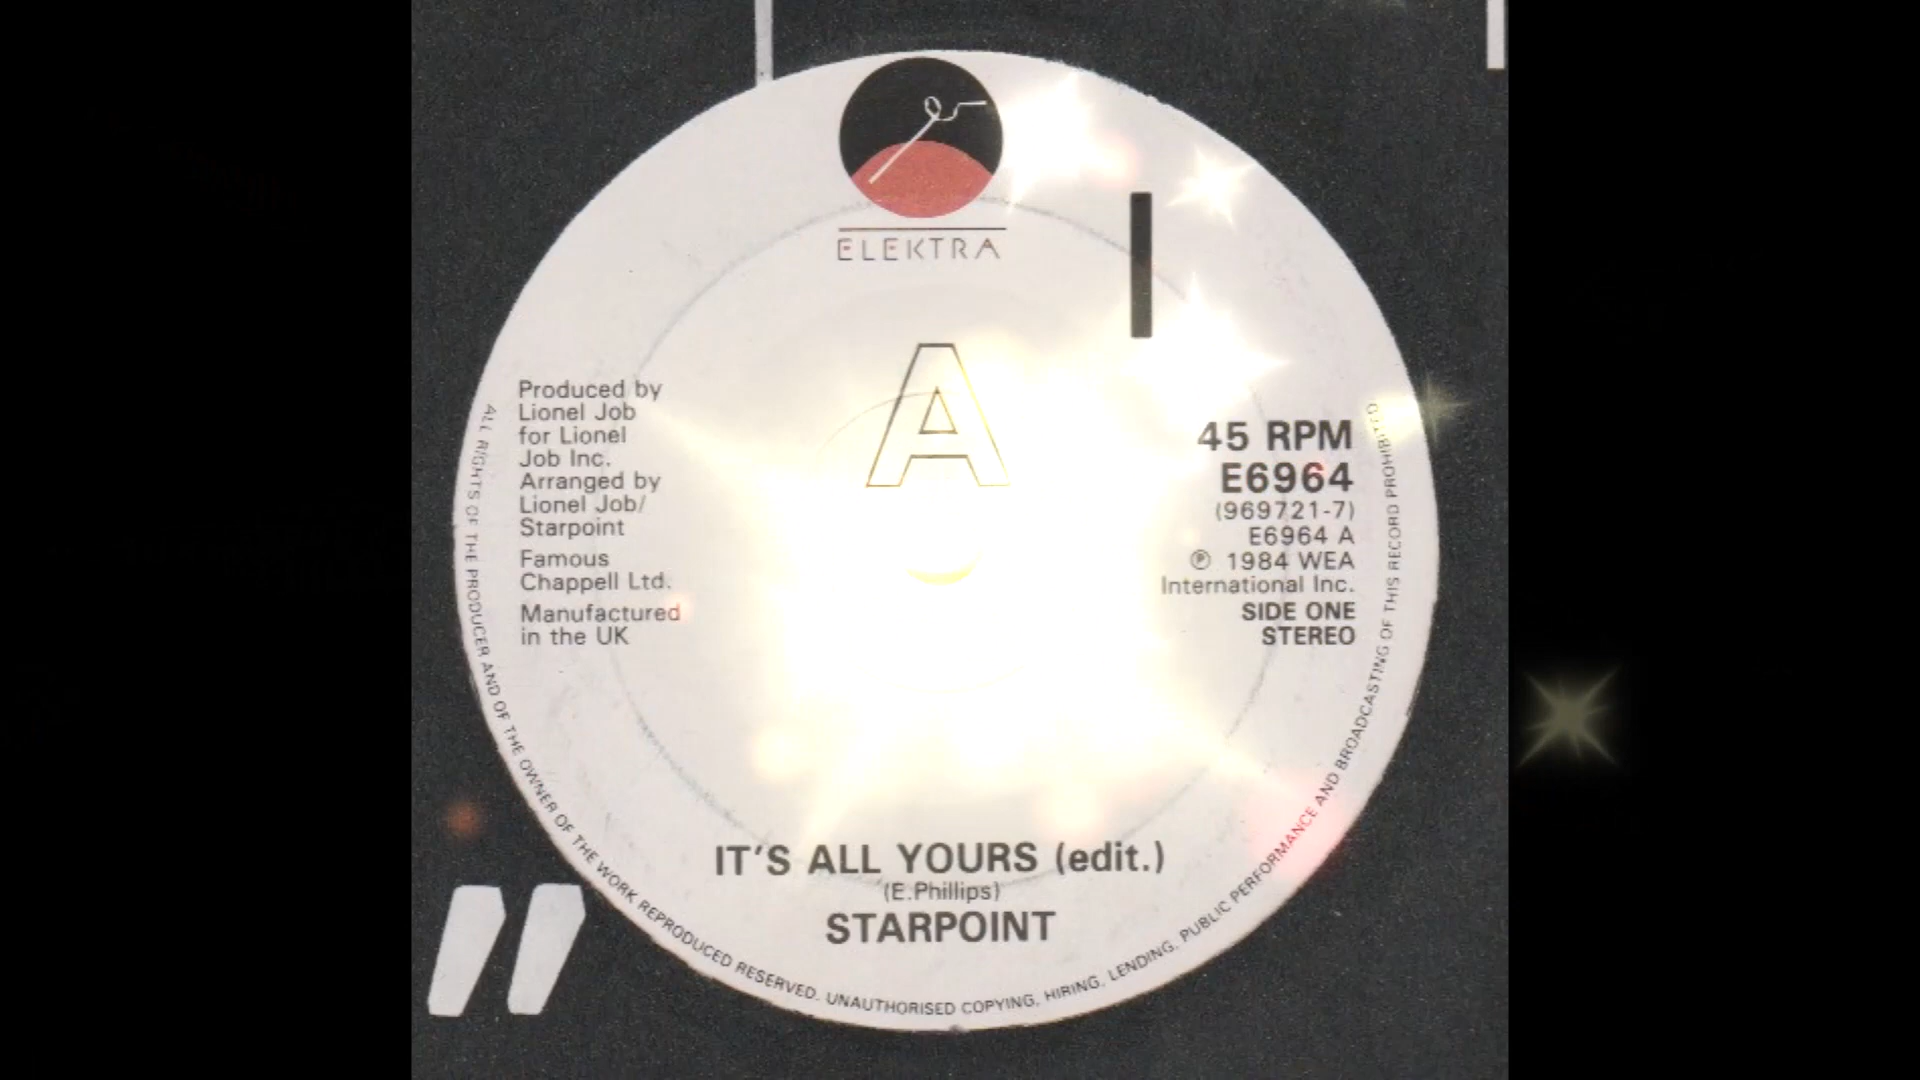 ELEKTRA
A
Produced by
Lionel Job
for Lionel
Job Inc.
Arranged by
Lionel Job/
Starpoint
Famous
Chappell Ltd.
Manufactured
in the UK
45 RPM
E6964
(969721-7)
E6964 A
℗ 1984 WEA
International Inc.
SIDE ONE
STEREO
IT'S ALL YOURS (edit.)
(E.Phillips)
STARPOINT
ALL RIGHTS OF THE PRODUCER AND OF THE OWNER OF THE WORK REPRODUCED RESERVED. UNAUTHORISED COPYING, HIRING, LENDING, PUBLIC PERFORMANCE AND BROADCASTING OF THIS RECORD PROHIBITED